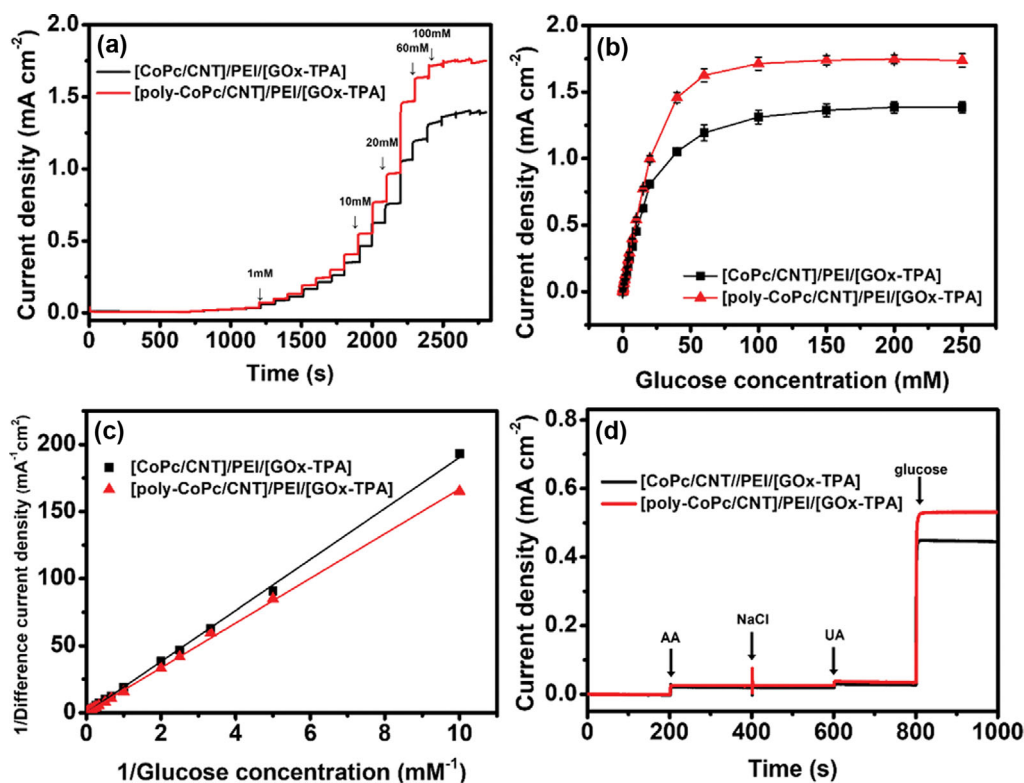 (a)
[CoPc/CNT]/PEI/[GOx-TPA]
[poly-CoPc/CNT]/PEI/[GOx-TPA]
100mM
60mM
20mM
10mM
1mM
2.0
1.5
1.0
0.5
0.0
Current density (mA cm⁻²)
0 500 1000 1500 2000 2500
Time (s)
(b)
[CoPc/CNT]/PEI/[GOx-TPA]
[poly-CoPc/CNT]/PEI/[GOx-TPA]
2.0
1.5
1.0
0.5
0.0
Current density (mA cm⁻²)
0 50 100 150 200 250
Glucose concentration (mM)
(c)
[CoPc/CNT]/PEI/[GOx-TPA]
[poly-CoPc/CNT]/PEI/[GOx-TPA]
200
150
100
50
0
1/Difference current density (mA⁻¹cm²)
0 2 4 6 8 10
1/Glucose concentration (mM⁻¹)
(d)
[CoPc/CNT//PEI/[GOx-TPA]
[poly-CoPc/CNT]/PEI/[GOx-TPA]
glucose
AA
NaCl
UA
0.8
0.6
0.4
0.2
0.0
Current density (mA cm⁻²)
0 200 400 600 800 1000
Time (s)